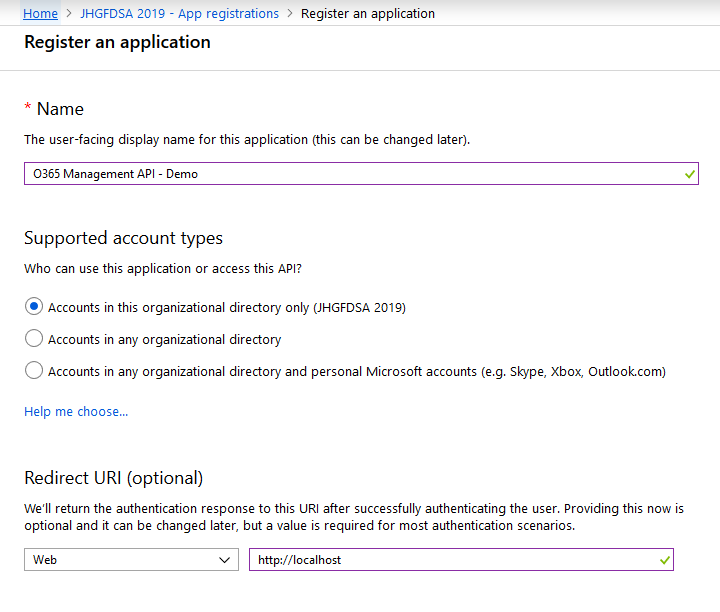 Home > JHGFDSA 2019 - App registrations > Register an application
Register an application
* Name
The user-facing display name for this application (this can be changed later).
O365 Management API - Demo
Supported account types
Who can use this application or access this API?
Accounts in this organizational directory only (JHGFDSA 2019)
Accounts in any organizational directory
Accounts in any organizational directory and personal Microsoft accounts (e.g. Skype, Xbox, Outlook.com)
Help me choose...
Redirect URI (optional)
We'll return the authentication response to this URI after successfully authenticating the user. Providing this now is
optional and it can be changed later, but a value is required for most authentication scenarios.
Web http://localhost